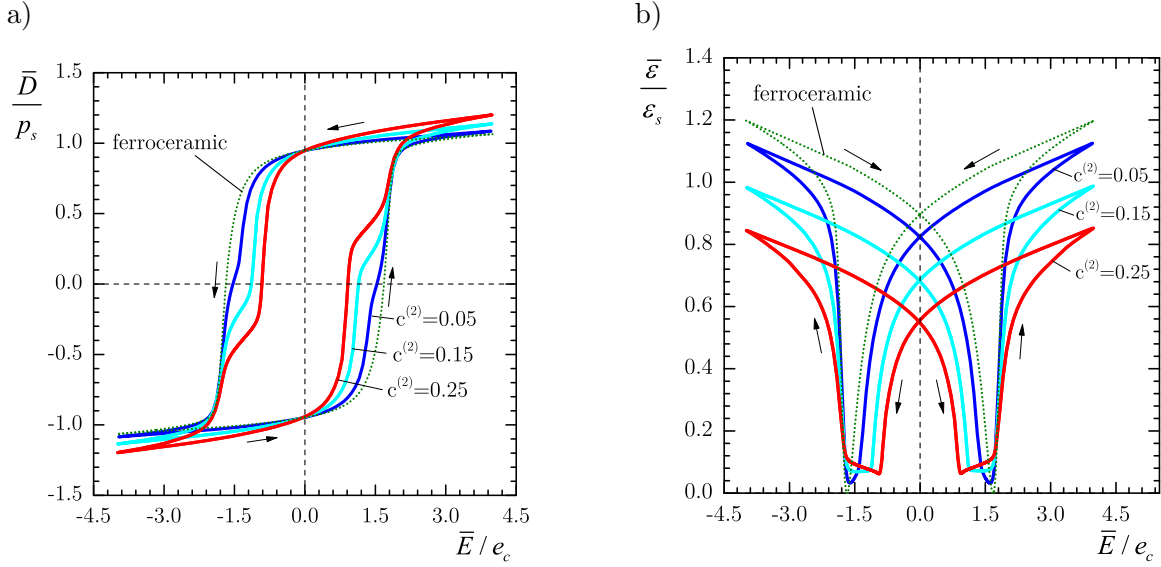 a)
D̅
p_s
1.5
1.0
0.5
0.0
-0.5
-1.0
-1.5
ferroceramic
c⁽²⁾=0.05
c⁽²⁾=0.15
c⁽²⁾=0.25
-4.5 -3.0 -1.5 0.0 1.5 3.0 4.5
E̅ / e_c
b)
ε̅
ε_s
1.4
1.2
1.0
0.8
0.6
0.4
0.2
0.0
ferroceramic
c⁽²⁾=0.05
c⁽²⁾=0.15
c⁽²⁾=0.25
-4.5 -3.0 -1.5 0.0 1.5 3.0 4.5
E̅ / e_c